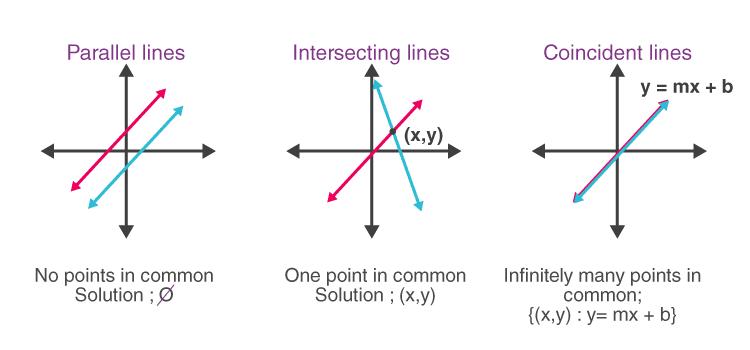 Parallel lines
No points in common
Solution ; Ø
Intersecting lines
(x,y)
One point in common
Solution ; (x,y)
Coincident lines
y = mx + b
Infinitely many points in
common;
{(x,y) : y= mx + b}